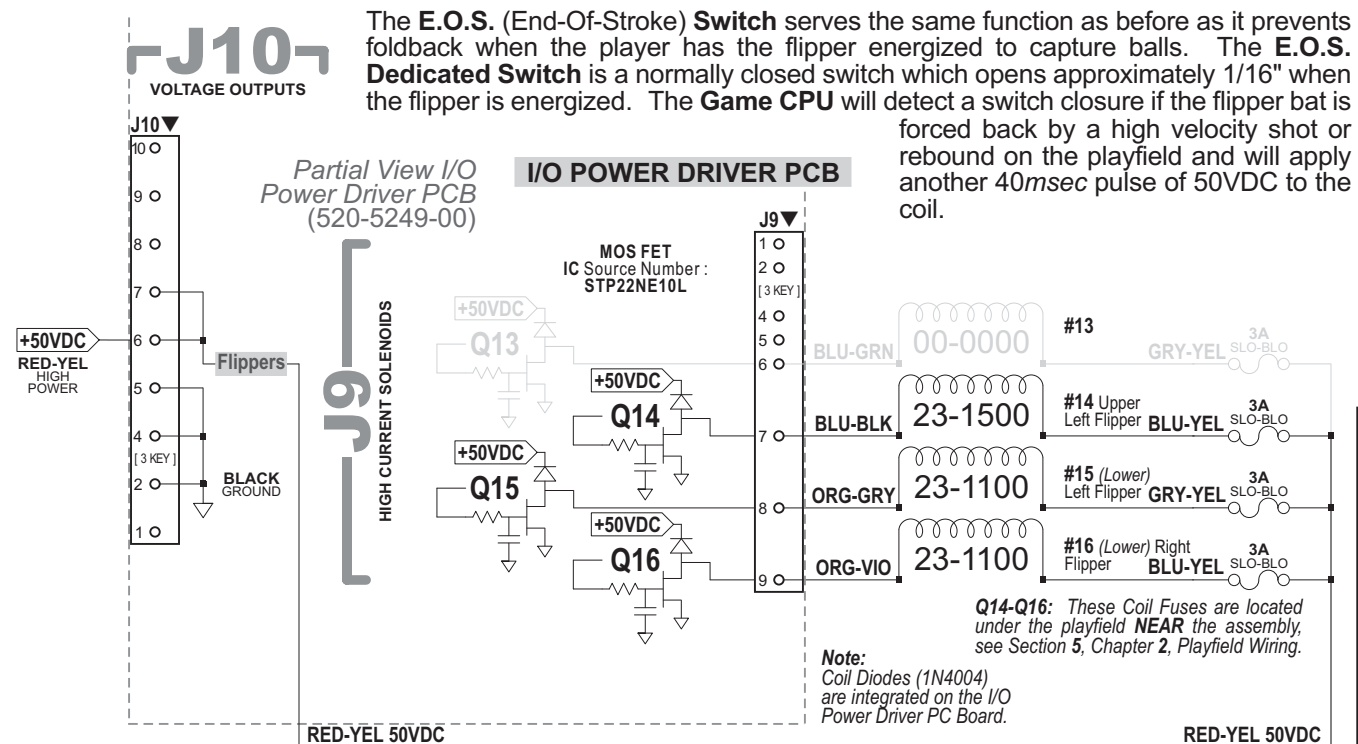 The E.O.S. (End-Of-Stroke) Switch serves the same function as before as it prevents
foldback when the player has the flipper energized to capture balls. The E.O.S.
Dedicated Switch is a normally closed switch which opens approximately 1/16" when
the flipper is energized. The Game CPU will detect a switch closure if the flipper bat is
forced back by a high velocity shot or
rebound on the playfield and will apply
another 40msec pulse of 50VDC to the
coil.
J10
VOLTAGE OUTPUTS
J10▼
10
9
8
7
6
5
4
[ 3 KEY ]
2
1
+50VDC
RED-YEL
HIGH
POWER
Flippers
BLACK
GROUND
Partial View I/O
Power Driver PCB
(520-5249-00)
I/O POWER DRIVER PCB
J9
HIGH CURRENT SOLENOIDS
MOS FET
IC Source Number :
STP22NE10L
J9▼
1
2
[ 3 KEY ]
4
5
6
7
8
9
+50VDC
Q13
+50VDC
Q14
+50VDC
Q15
+50VDC
Q16
BLU-GRN
00-0000
#13
GRY-YEL
3A
SLO-BLO
BLU-BLK
23-1500
#14 Upper
Left Flipper
BLU-YEL
3A
SLO-BLO
ORG-GRY
23-1100
#15 (Lower)
Left Flipper
GRY-YEL
3A
SLO-BLO
ORG-VIO
23-1100
#16 (Lower) Right
Flipper
BLU-YEL
3A
SLO-BLO
Q14-Q16: These Coil Fuses are located
under the playfield NEAR the assembly,
see Section 5, Chapter 2, Playfield Wiring.
Note:
Coil Diodes (1N4004)
are integrated on the I/O
Power Driver PC Board.
RED-YEL 50VDC
RED-YEL 50VDC